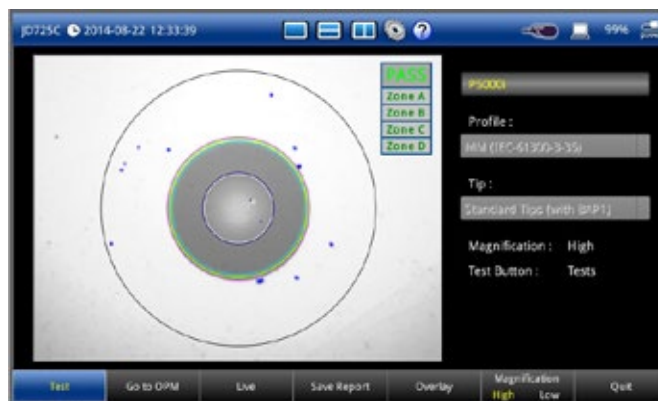 JD725C 2014-08-22 12:33:39
?
99%
PASS
Zone A
Zone B
Zone C
Zone D
P5000i
Profile :
MM (IEC-61300-3-35)
Tip :
Standard Tips (with BAP1)
Magnification : High
Test Button : Tests
Test
Go to OPM
Live
Save Report
Overlay
Magnification
High Low
Quit